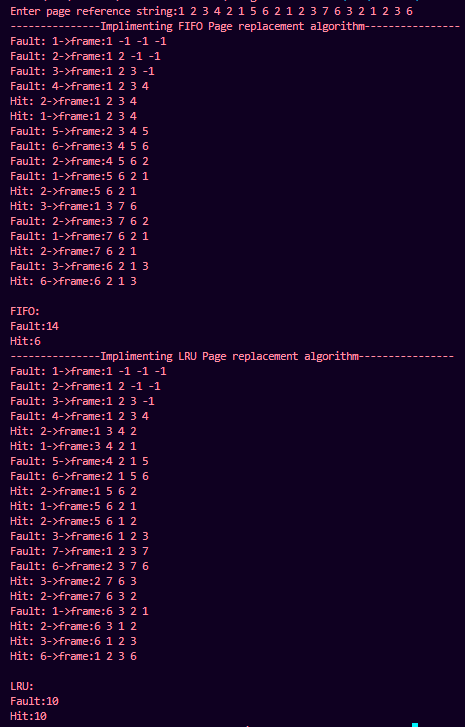 Enter page reference string:1 2 3 4 2 1 5 6 2 1 2 3 7 6 3 2 1 2 3 6
---------------Implimenting FIFO Page replacement algorithm----------------
Fault: 1->frame:1 -1 -1 -1
Fault: 2->frame:1 2 -1 -1
Fault: 3->frame:1 2 3 -1
Fault: 4->frame:1 2 3 4
Hit: 2->frame:1 2 3 4
Hit: 1->frame:1 2 3 4
Fault: 5->frame:2 3 4 5
Fault: 6->frame:3 4 5 6
Fault: 2->frame:4 5 6 2
Fault: 1->frame:5 6 2 1
Hit: 2->frame:5 6 2 1
Hit: 3->frame:1 3 7 6
Fault: 2->frame:3 7 6 2
Fault: 1->frame:7 6 2 1
Hit: 2->frame:7 6 2 1
Fault: 3->frame:6 2 1 3
Hit: 6->frame:6 2 1 3

FIFO:
Fault:14
Hit:6
---------------Implimenting LRU Page replacement algorithm----------------
Fault: 1->frame:1 -1 -1 -1
Fault: 2->frame:1 2 -1 -1
Fault: 3->frame:1 2 3 -1
Fault: 4->frame:1 2 3 4
Hit: 2->frame:1 3 4 2
Hit: 1->frame:3 4 2 1
Fault: 5->frame:4 2 1 5
Fault: 6->frame:2 1 5 6
Hit: 2->frame:1 5 6 2
Hit: 1->frame:5 6 2 1
Hit: 2->frame:5 6 1 2
Fault: 3->frame:6 1 2 3
Fault: 7->frame:1 2 3 7
Fault: 6->frame:2 3 7 6
Hit: 3->frame:2 7 6 3
Hit: 2->frame:7 6 3 2
Fault: 1->frame:6 3 2 1
Hit: 2->frame:6 3 1 2
Hit: 3->frame:6 1 2 3
Hit: 6->frame:1 2 3 6

LRU:
Fault:10
Hit:10